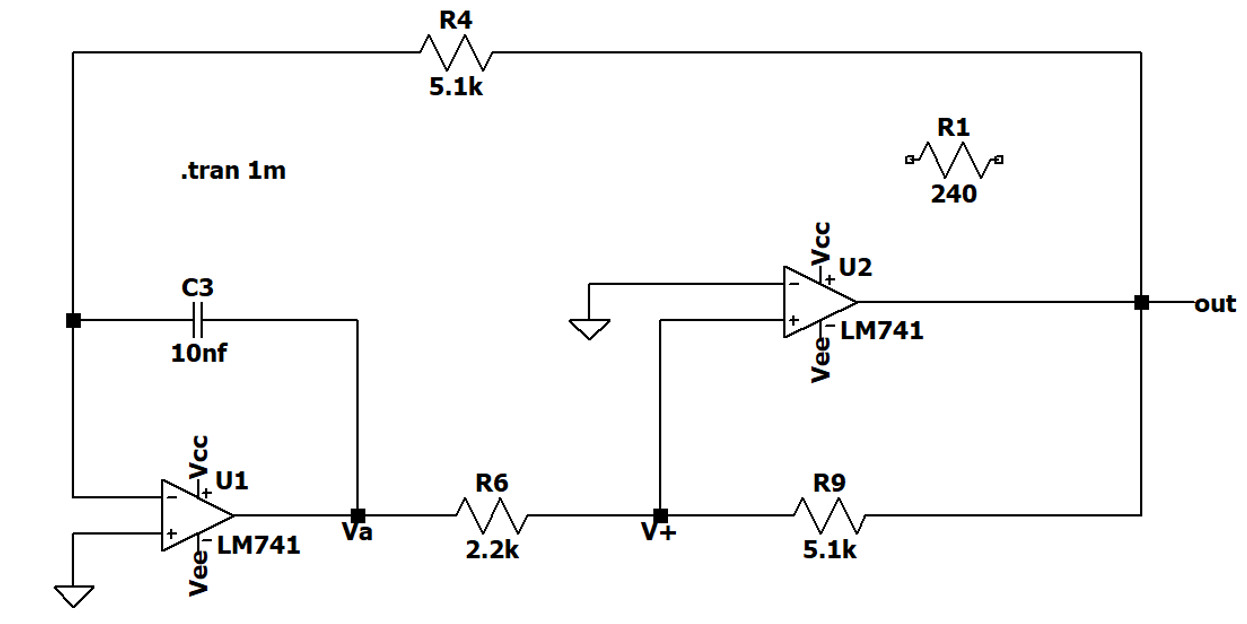 R4
5.1k
R1
.tran 1m
240
Vcc
U2
C3
- +
+ -
LM741
out
10nf
Vee
Vcc
U1
R6
R9
- +
+ -
LM741
Va
V+
2.2k
5.1k
Vee